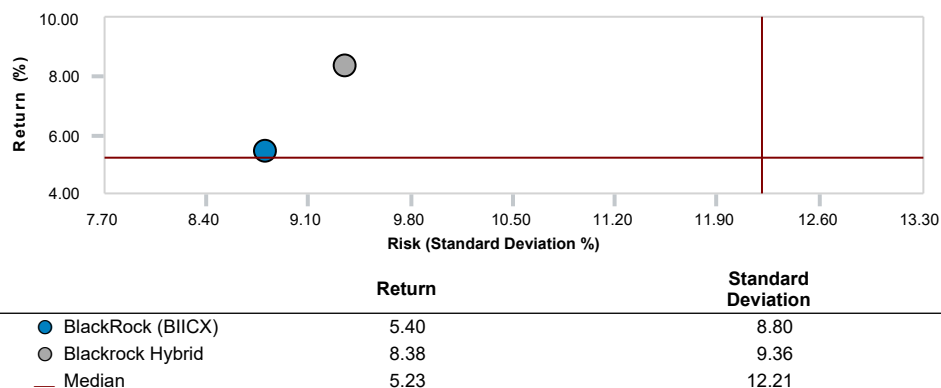 10.00
8.00
6.00
4.00
Return (%)
7.70 8.40 9.10 9.80 10.50 11.20 11.90 12.60 13.30
Risk (Standard Deviation %)
Return Standard Deviation
BlackRock (BIICX) 5.40 8.80
Blackrock Hybrid 8.38 9.36
Median 5.23 12.21